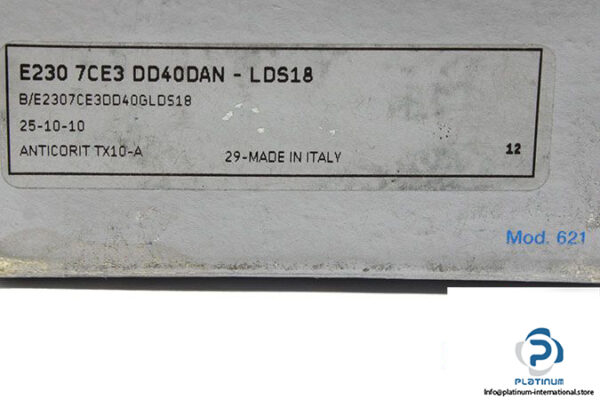 E230 7CE3 DD40DAN - LDS18
B/E2307CE3DD40GLDS18
25-10-10
ANTICORIT TX10-A 29-MADE IN ITALY 12
Mod. 621
PLATINUM
Info@platinum-international.store